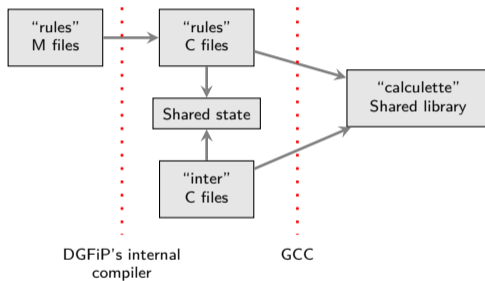 “rules”
M files
“rules”
C files
“calculette”
Shared library
Shared state
“inter”
C files
DGFiP's internal
compiler
GCC